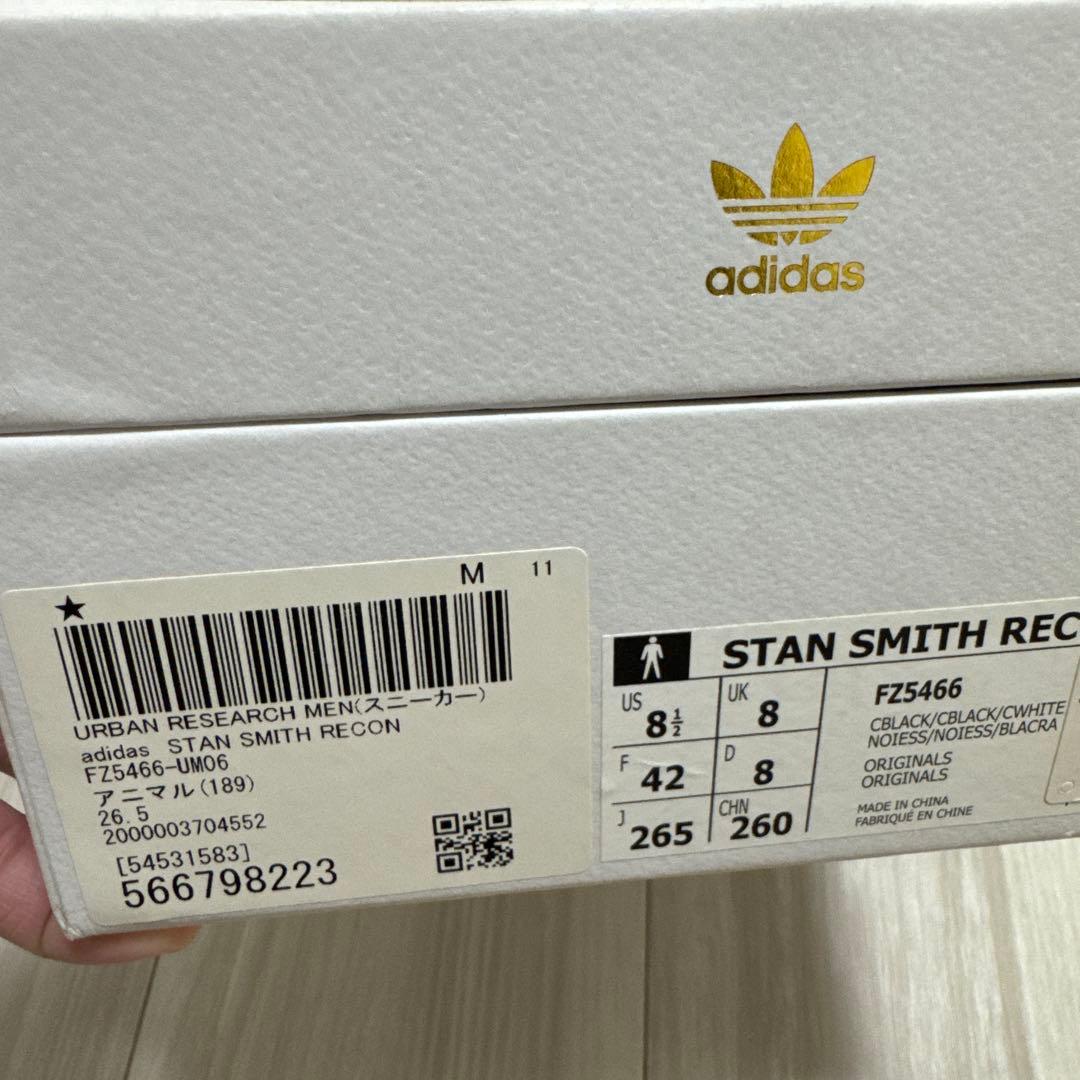 adidas
★
M 11
URBAN RESEARCH MEN(スニーカー)
adidas STAN SMITH RECON
FZ5466-UM06
アニマル(189)
26.5
2000003704552
[54531583]
566798223
STAN SMITH REC
US 8½
UK 8
F 42
D 8
J 265
CHN 260
FZ5466
CBLACK/CBLACK/CWHITE
NOIESS/NOIESS/BLACRA
ORIGINALS
ORIGINALS
MADE IN CHINA
FABRIQUÉ EN CHINE